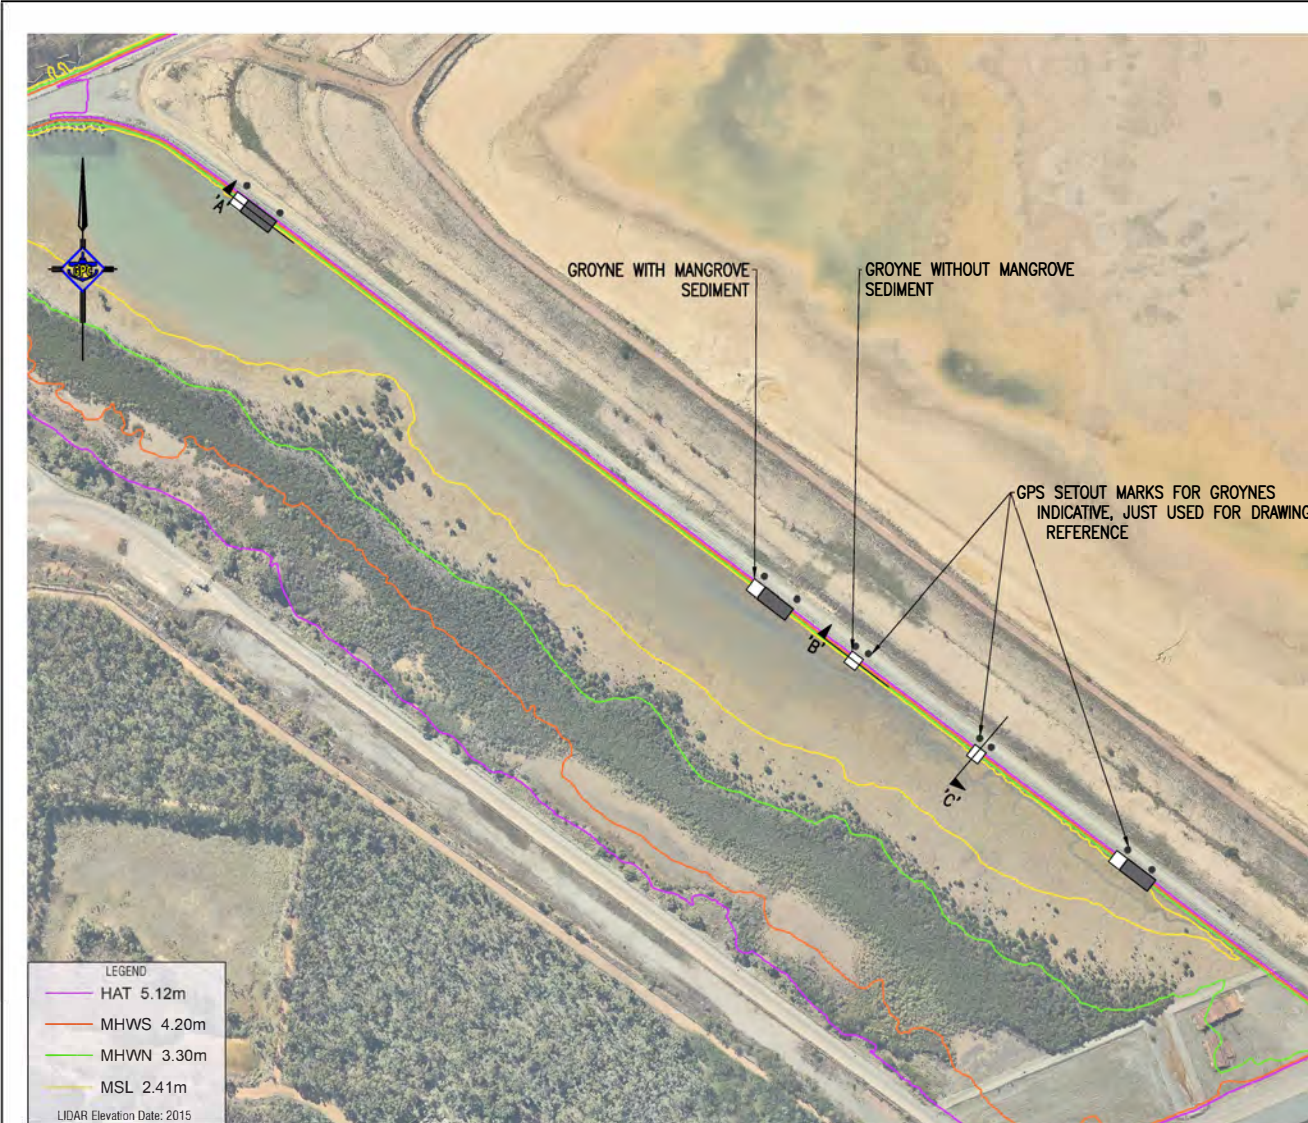 'A'
GPC
GROYNE WITH MANGROVE
SEDIMENT
GROYNE WITHOUT MANGROVE
SEDIMENT
GPS SETOUT MARKS FOR GROYNES
INDICATIVE, JUST USED FOR DRAWING
REFERENCE
'B'
'C'
LEGEND
HAT 5.12m
MHWS 4.20m
MHWN 3.30m
MSL 2.41m
LIDAR Elevation Date: 2015